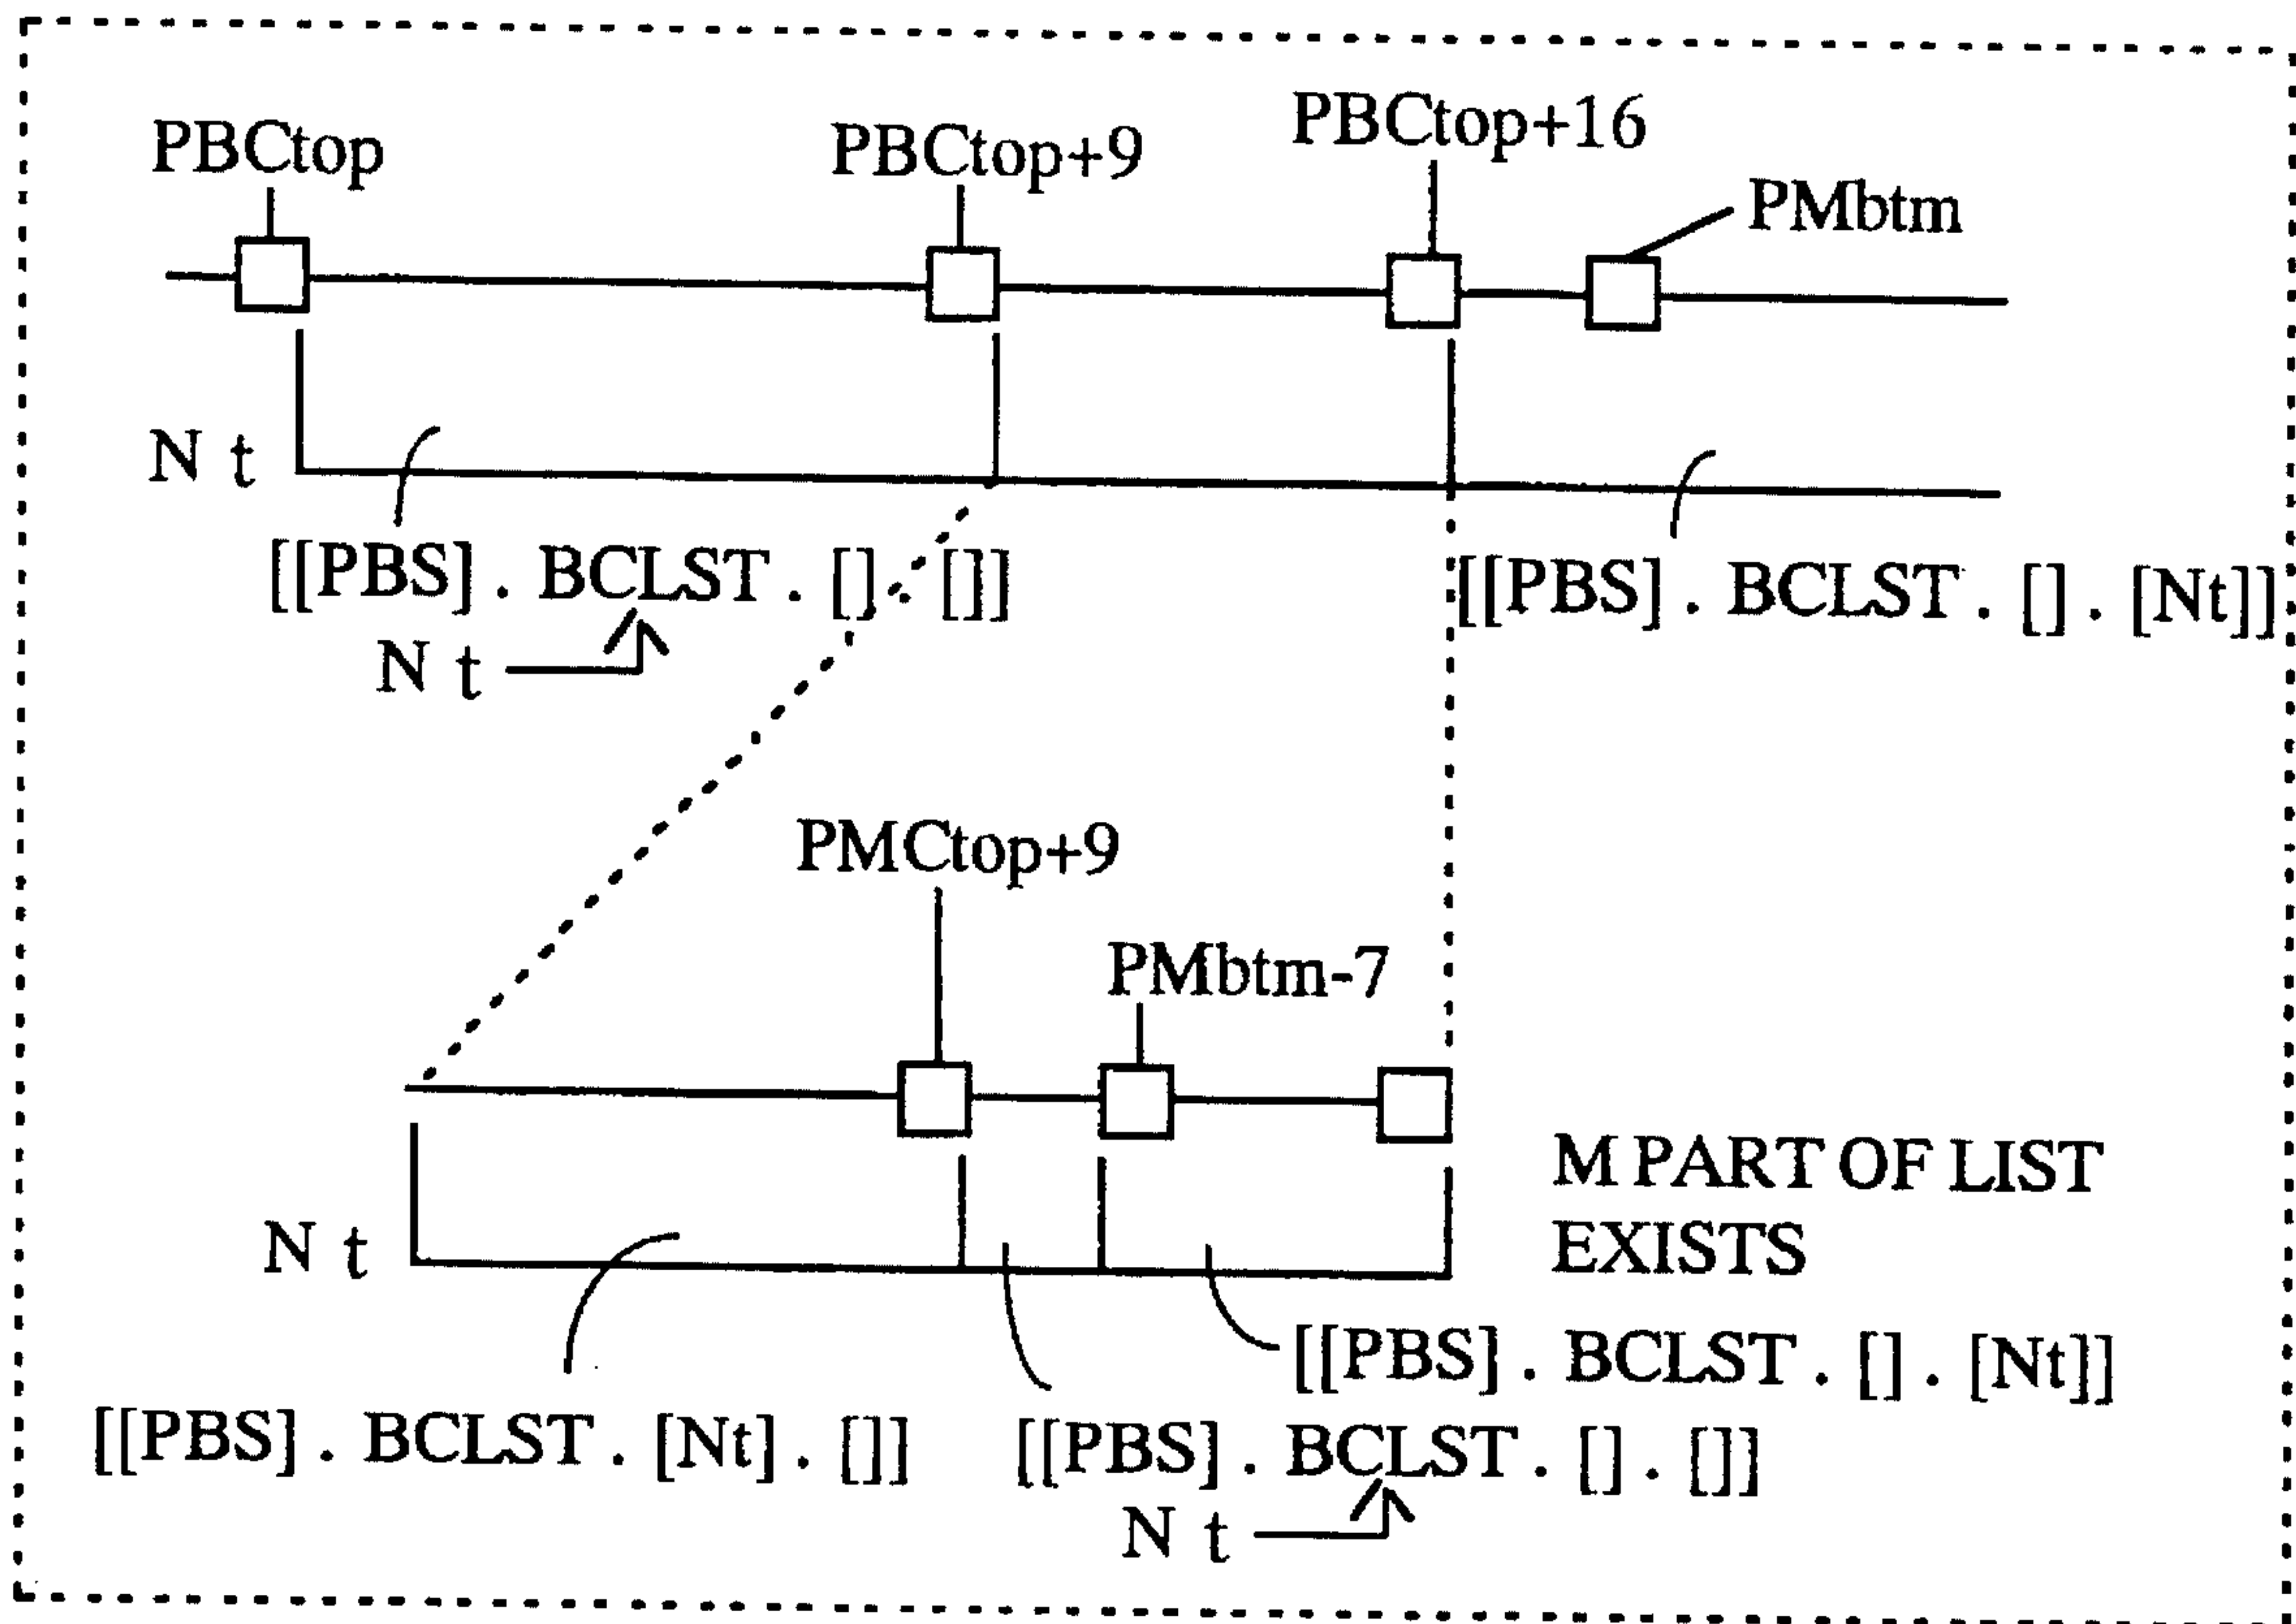 PBCtop
PBCtop+9
PBCtop+16
PMbtm
N t
[[PBS] . BCLST . [] . []]
[[PBS] . BCLST . [] . [Nt]]
N t
PMCtop+9
PMbtm-7
M PART OF LIST
EXISTS
N t
[[PBS] . BCLST . [] . [Nt]]
[[PBS] . BCLST . [Nt] . []]
[[PBS] . BCLST . [] . []]
N t